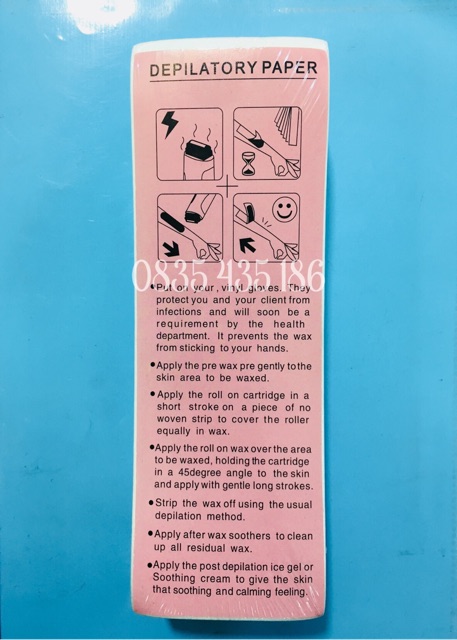 DEPILATORY PAPER
0835 435 186
•Put on your , vinyl gloves. They
protect you and your client from
infections and will soon be a
requirement by the health
department. It prevents the wax
from sticking to your hands.
•Apply the pre wax pre gently to the
skin area to be waxed.
•Apply the roll on cartridge in a
short stroke on a piece of no
woven strip to cover the roller
equally in wax.
•Apply the roll on wax over the area
to be waxed, holding the cartridge
in a 45degree angle to the skin
and apply with gentle long strokes.
•Strip the wax off using the usual
depilation method.
•Apply after wax soothers to clean
up all residual wax.
•Apply the post depilation ice gel or
Soothing cream to give the skin
that soothing and calming feeling.